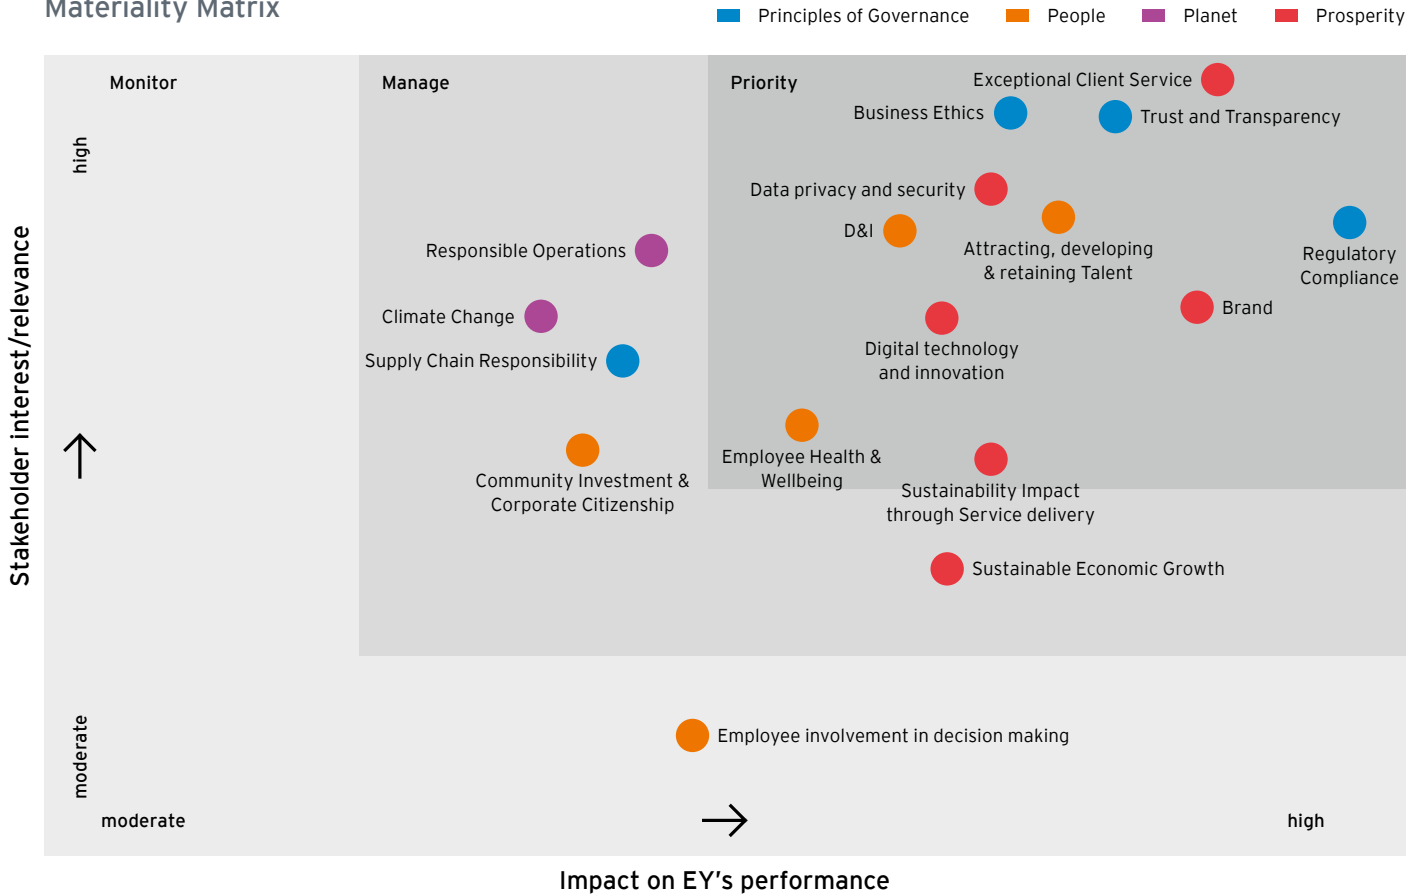 Materiality Matrix
Principles of Governance
People
Planet
Prosperity
Monitor
Manage
Priority
Exceptional Client Service
Business Ethics
Trust and Transparency
high
Data privacy and security
D&I
Attracting, developing
& retaining Talent
Regulatory
Compliance
Responsible Operations
Climate Change
Brand
Supply Chain Responsibility
Digital technology
and innovation
Stakeholder interest/relevance
Employee Health &
Wellbeing
Community Investment &
Corporate Citizenship
Sustainability Impact
through Service delivery
Sustainable Economic Growth
Employee involvement in decision making
moderate
moderate
high
Impact on EY's performance